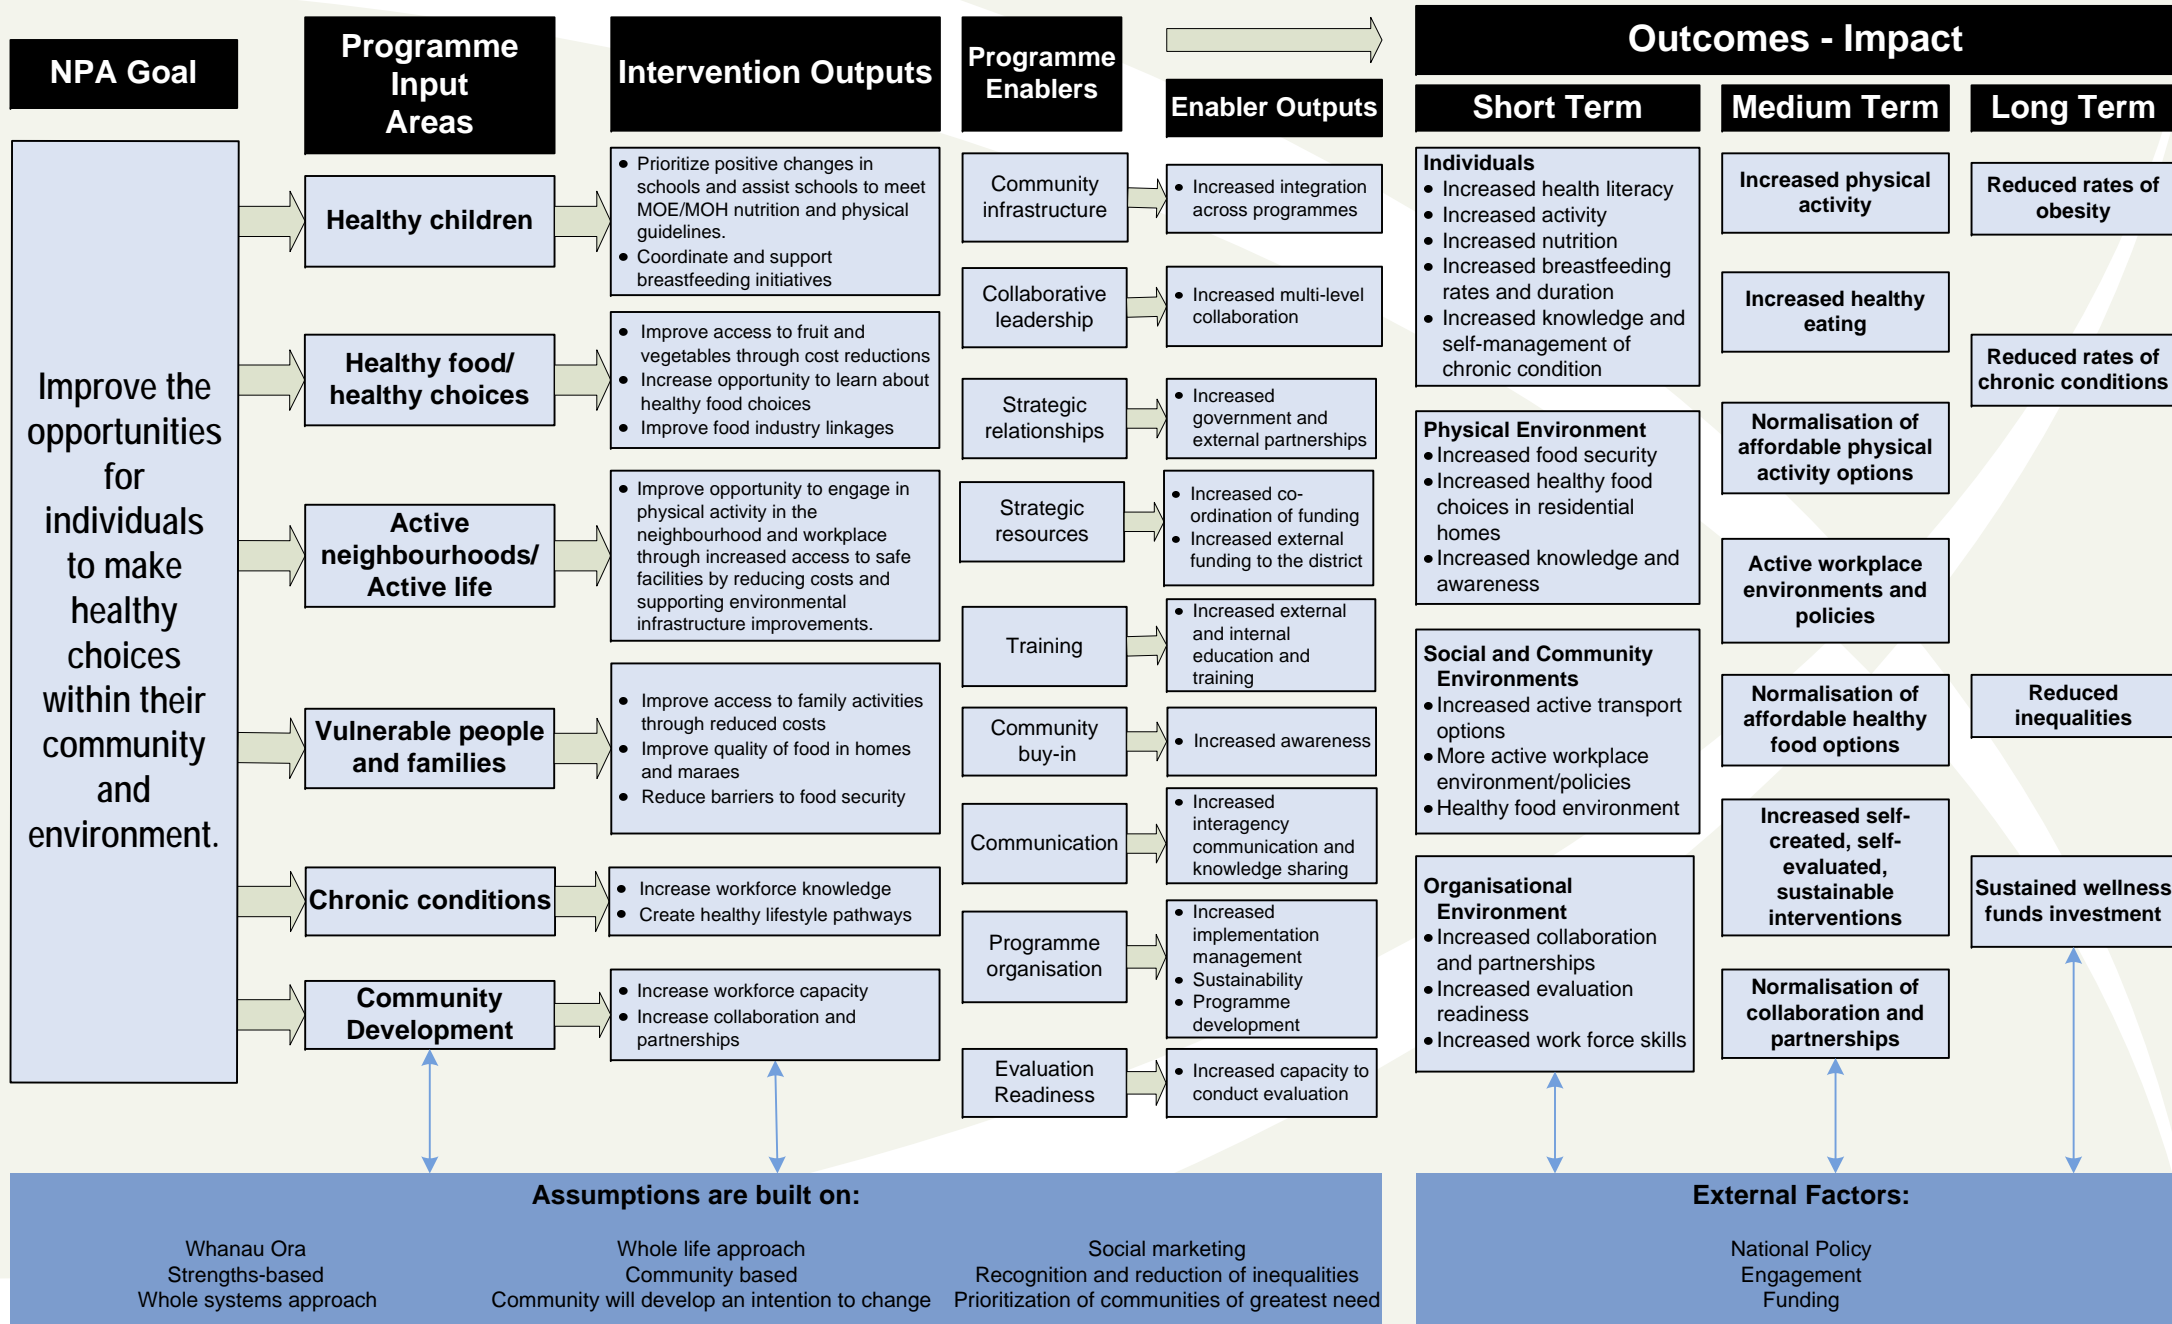 NPA Goal
Improve the
opportunities
for
individuals
to make
healthy
choices
within their
community
and
environment.
Programme
Input
Areas
Healthy children
Healthy food/
healthy choices
Active
neighbourhoods/
Active life
Vulnerable people
and families
Chronic conditions
Community
Development
Intervention Outputs
• Prioritize positive changes in
schools and assist schools to meet
MOE/MOH nutrition and physical
guidelines.
• Coordinate and support
breastfeeding initiatives
• Improve access to fruit and
vegetables through cost reductions
• Increase opportunity to learn about
healthy food choices
• Improve food industry linkages
• Improve opportunity to engage in
physical activity in the
neighbourhood and workplace
through increased access to safe
facilities by reducing costs and
supporting environmental
infrastructure improvements.
• Improve access to family activities
through reduced costs
• Improve quality of food in homes
and maraes
• Reduce barriers to food security
• Increase workforce knowledge
• Create healthy lifestyle pathways
• Increase workforce capacity
• Increase collaboration and
partnerships
Programme
Enablers
Enabler Outputs
Community
infrastructure
• Increased integration
across programmes
Collaborative
leadership
• Increased multi-level
collaboration
Strategic
relationships
• Increased
government and
external partnerships
Strategic
resources
• Increased co-
ordination of funding
• Increased external
funding to the district
Training
• Increased external
and internal
education and
training
Community
buy-in
• Increased awareness
Communication
• Increased
interagency
communication and
knowledge sharing
Programme
organisation
• Increased
implementation
management
• Sustainability
• Programme
development
Evaluation
Readiness
• Increased capacity to
conduct evaluation
Outcomes - Impact
Short Term
Individuals
• Increased health literacy
• Increased activity
• Increased nutrition
• Increased breastfeeding
rates and duration
• Increased knowledge and
self-management of
chronic condition
Physical Environment
• Increased food security
• Increased healthy food
choices in residential
homes
• Increased knowledge and
awareness
Social and Community
Environments
• Increased active transport
options
• More active workplace
environment/policies
• Healthy food environment
Organisational
Environment
• Increased collaboration
and partnerships
• Increased evaluation
readiness
• Increased work force skills
Medium Term
Increased physical
activity
Increased healthy
eating
Normalisation of
affordable physical
activity options
Active workplace
environments and
policies
Normalisation of
affordable healthy
food options
Increased self-
created, self-
evaluated,
sustainable
interventions
Normalisation of
collaboration and
partnerships
Long Term
Reduced rates of
obesity
Reduced rates of
chronic conditions
Reduced
inequalities
Sustained wellness
funds investment
Assumptions are built on:
Whanau Ora
Strengths-based
Whole systems approach
Whole life approach
Community based
Community will develop an intention to change
Social marketing
Recognition and reduction of inequalities
Prioritization of communities of greatest need
External Factors:
National Policy
Engagement
Funding